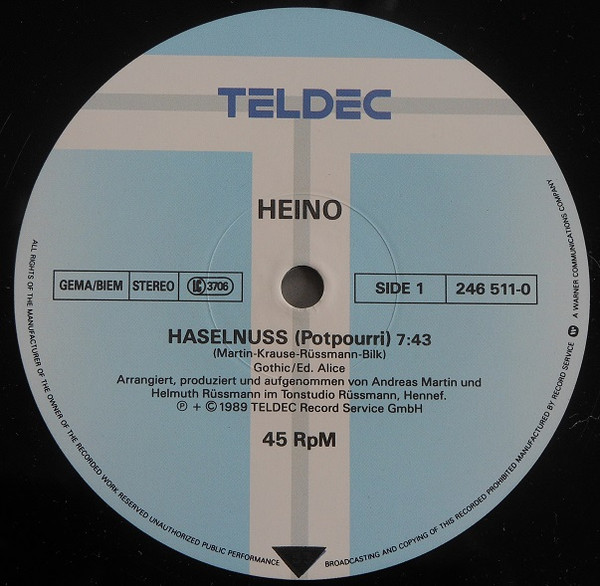 TELDEC
HEINO
GEMA/BIEM STEREO LC 3706
SIDE 1 246 511-0
HASELNUSS (Potpourri) 7:43
(Martin-Krause-Rüssmann-Bilk)
Gothic/Ed. Alice
Arrangiert, produziert und aufgenommen von Andreas Martin und
Helmuth Rüssmann im Tonstudio Rüssmann, Hennef.
℗ + © 1989 TELDEC Record Service GmbH
45 RpM
ALL RIGHTS OF THE MANUFACTURER OF THE OWNER OF THE RECORDED WORK RESERVED UNAUTHORIZED PUBLIC PERFORMANCE BROADCASTING AND COPYING OF THIS RECORDED PROHIBITED MANUFACTURED BY RECORD SERVICE A WARNER COMMUNICATIONS COMPANY